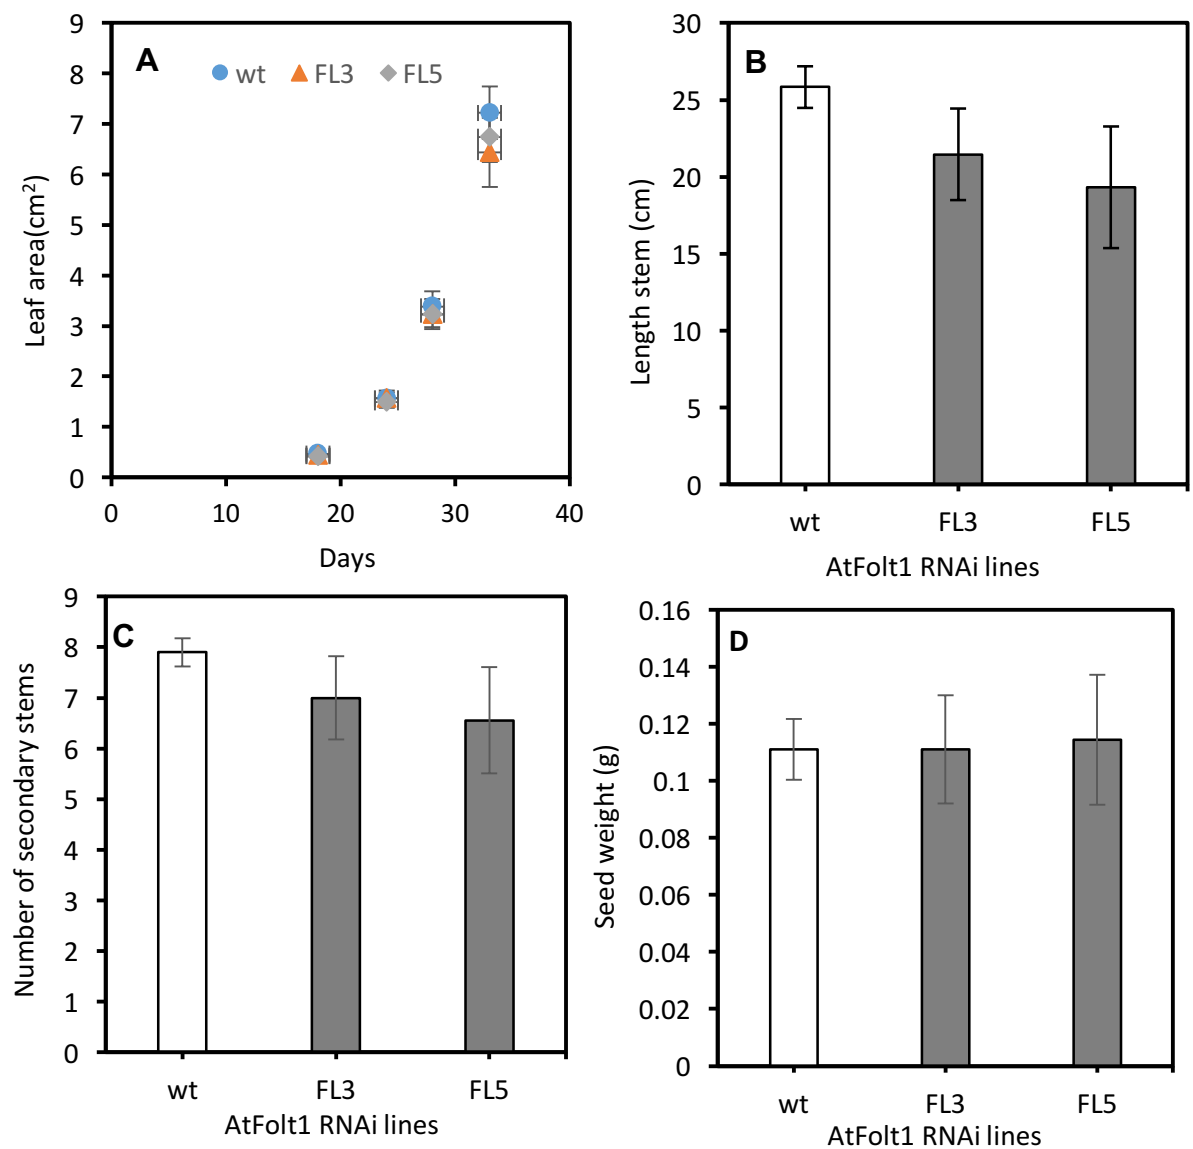 A
wt FL3 FL5
9
8
7
6
5
4
3
2
1
0
Leaf area(cm²)
0 10 20 30 40
Days
B
30
25
20
15
10
5
0
Length stem (cm)
wt FL3 FL5
AtFolt1 RNAi lines
C
9
8
7
6
5
4
3
2
1
0
Number of secondary stems
wt FL3 FL5
AtFolt1 RNAi lines
D
0.16
0.14
0.12
0.1
0.08
0.06
0.04
0.02
0
Seed weight (g)
wt FL3 FL5
AtFolt1 RNAi lines